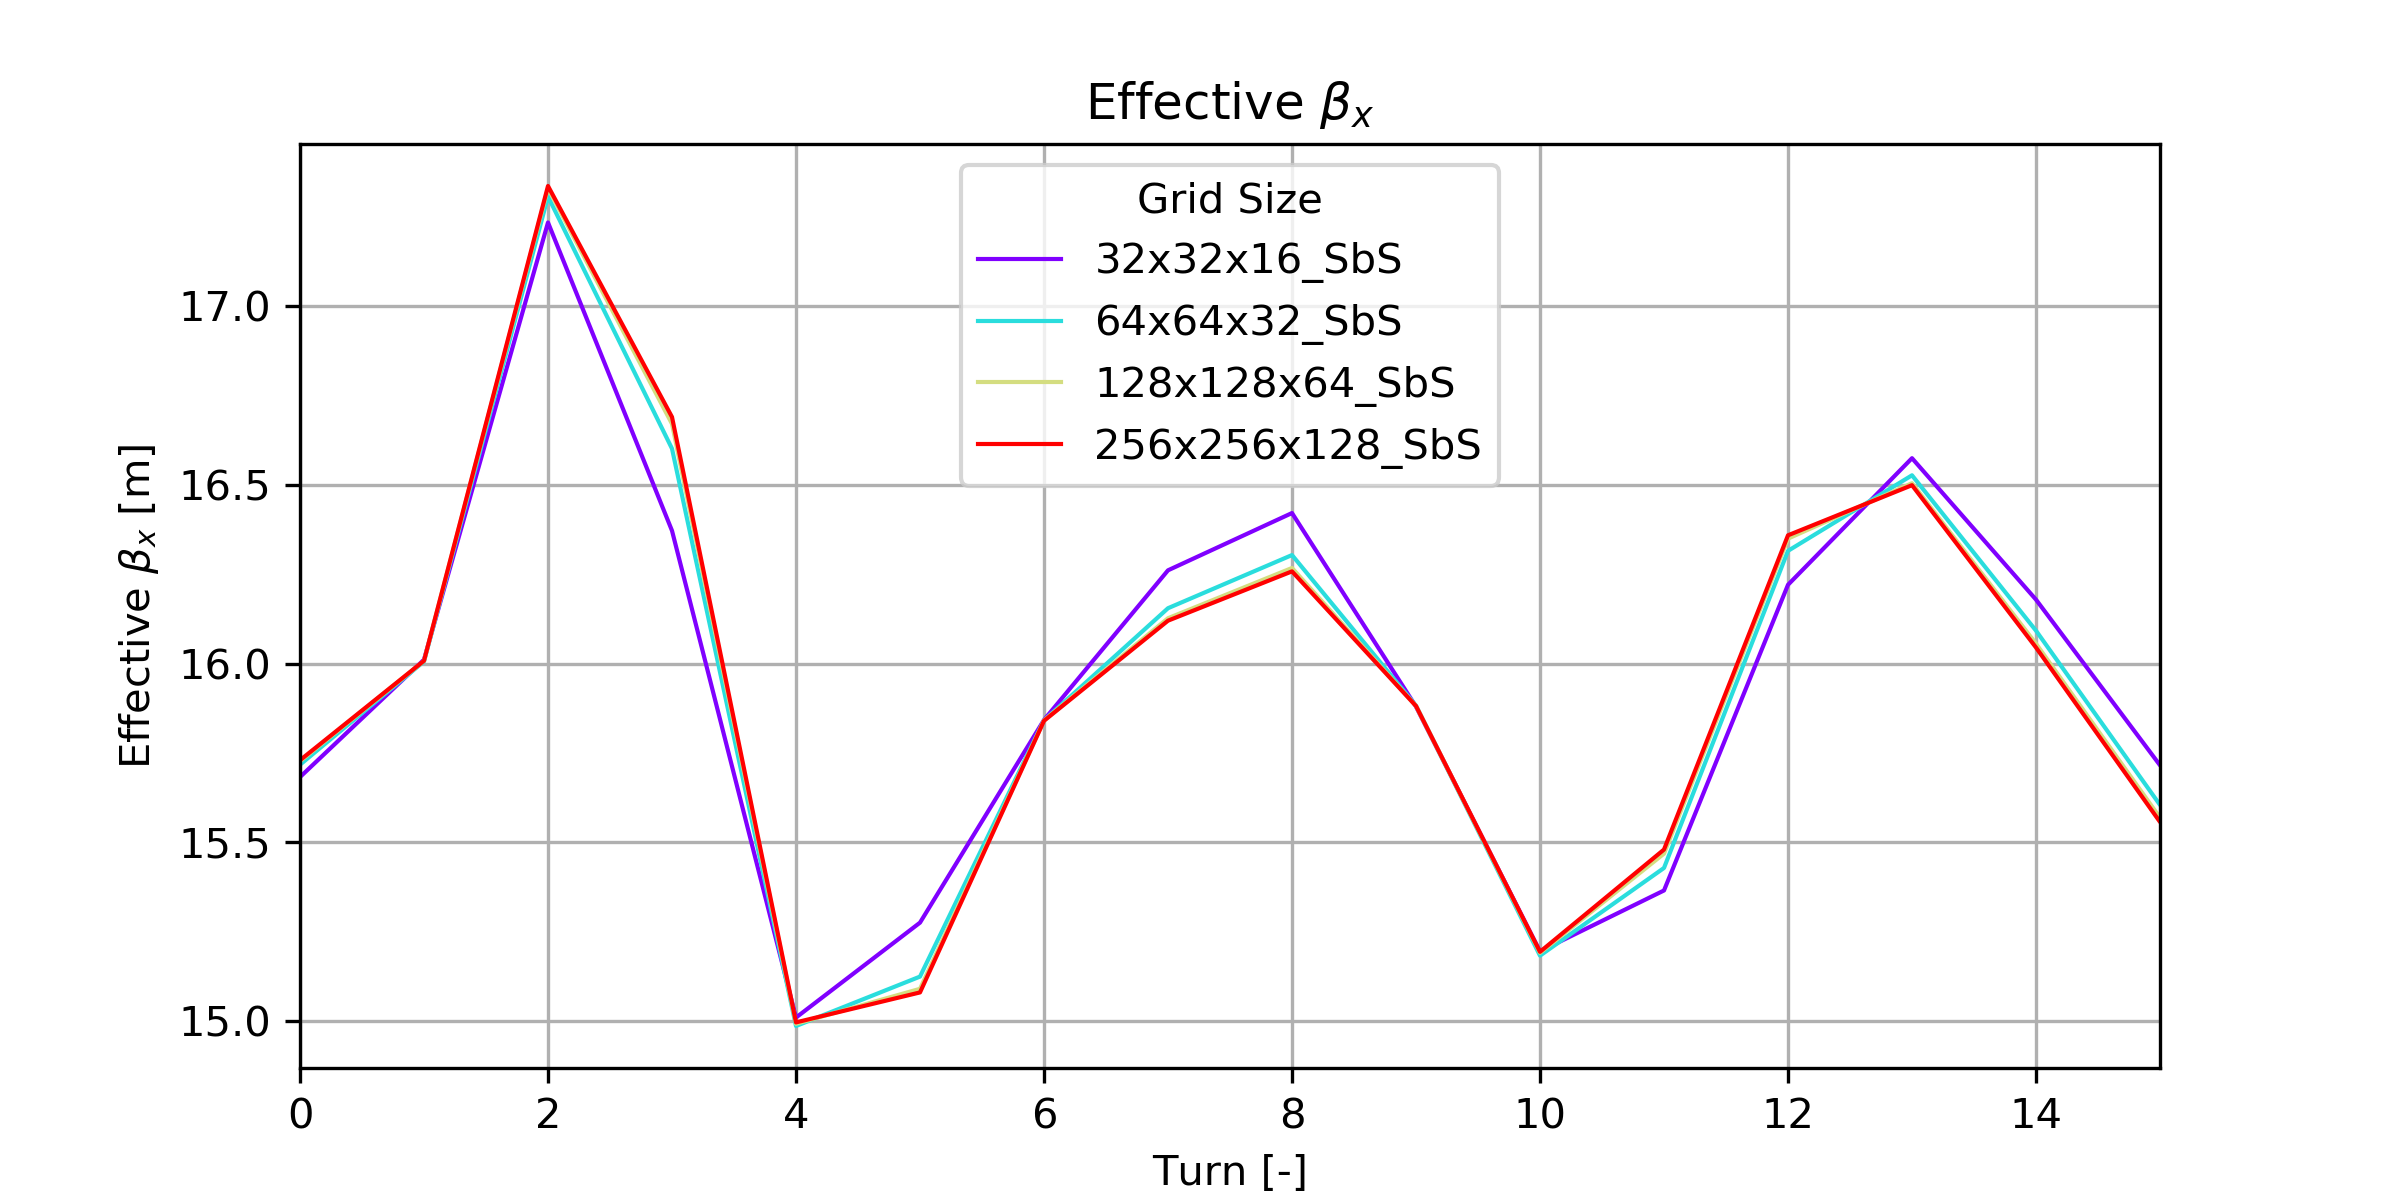 Effective βx
Grid Size
32x32x16_SbS
64x64x32_SbS
128x128x64_SbS
256x256x128_SbS
Effective βx [m]
17.0
16.5
16.0
15.5
15.0
0 2 4 6 8 10 12 14
Turn [-]